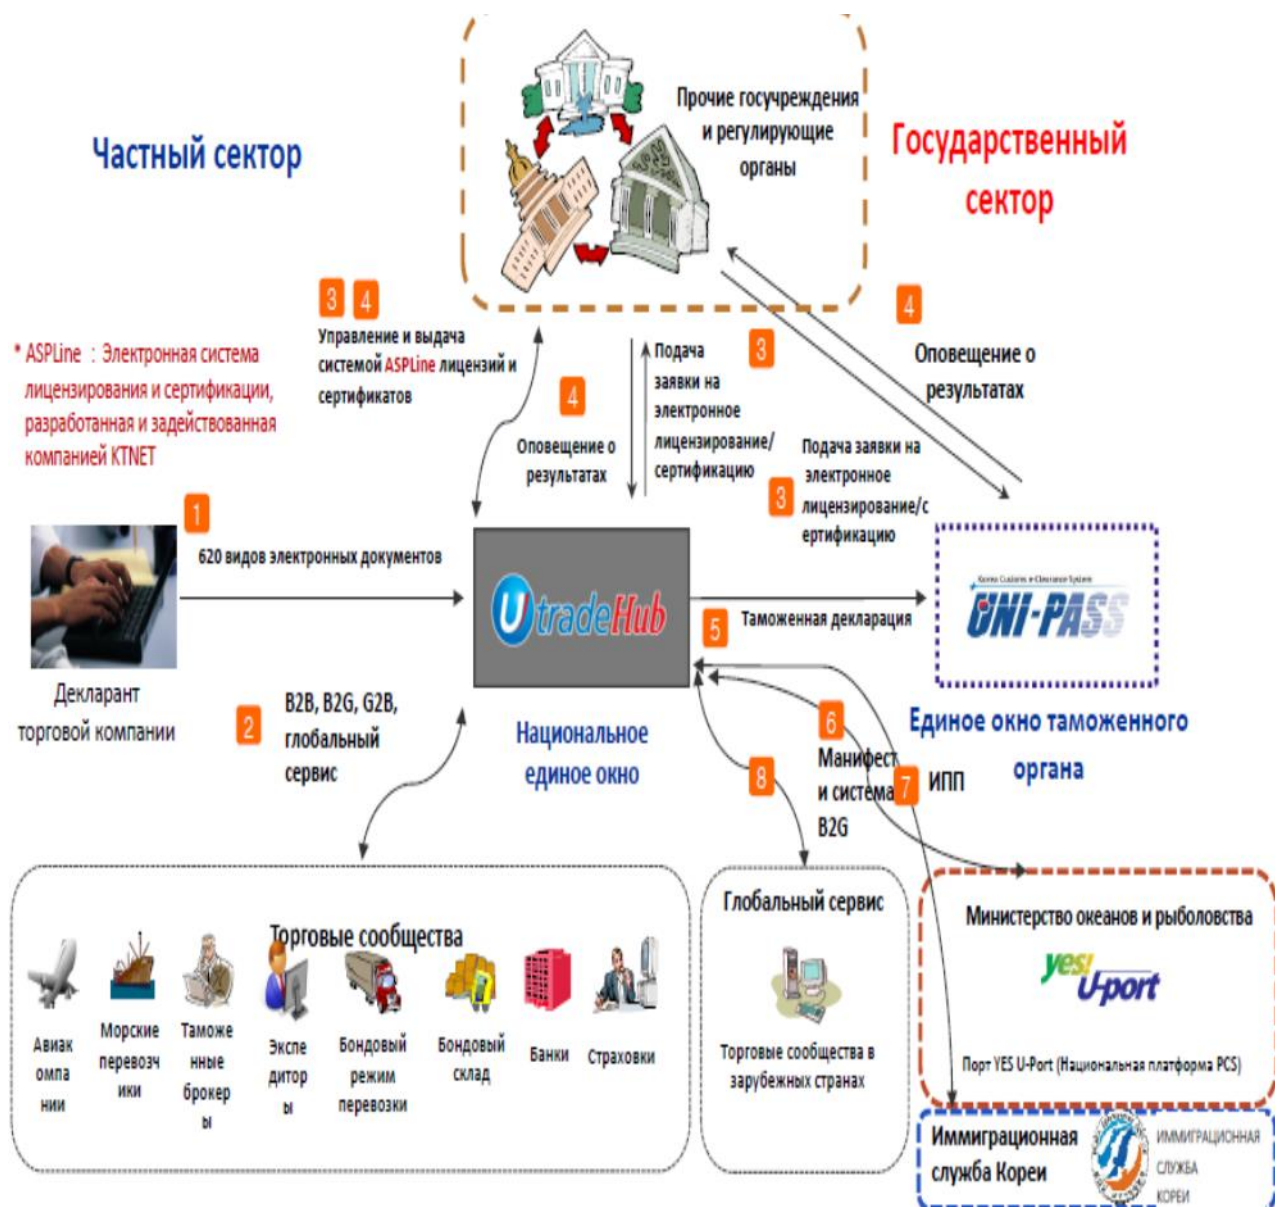 Прочие госучреждения
и регулирующие
органы
Частный сектор
Государственный
сектор
3 4
Управление и выдача
системой ASPLine лицензий и
сертификатов
* ASPLine : Электронная система
лицензирования и сертификации,
разработанная и задействованная
компанией KTNET
4
Оповещение о
результатах
3
Подача
заявки на
электронное
лицензирование/
сертификацию
4
Оповещение о
результатах
3
Подача заявки на
электронное
лицензирование/с
ертификацию
1
620 видов электронных документов
Декларант
торговой компании
U tradeHub
Национальное
единое окно
5
Таможенная декларация
Korea Customs e-Clearance System
UNI-PASS
Единое окно таможенного
органа
2
B2B, B2G, G2B,
глобальный
сервис
6
Манифест
и система
B2G
7
ИПП
8
Торговые сообщества
Авиак
омпа
нии
Морские
перевозч
ики
Таможе
нные
брокер
ы
Экспе
дитор
ы
Бондовый
режим
перевозки
Бондовый
склад
Банки
Страховки
Глобальный сервис
Торговые сообщества в
зарубежных странах
Министерство океанов и рыболовства
yes!
U-port
Порт YES U-Port (Национальная платформа PCS)
Иммиграционная
служба Кореи
ИММИГРАЦИОННАЯ
СЛУЖБА
КОРЕИ